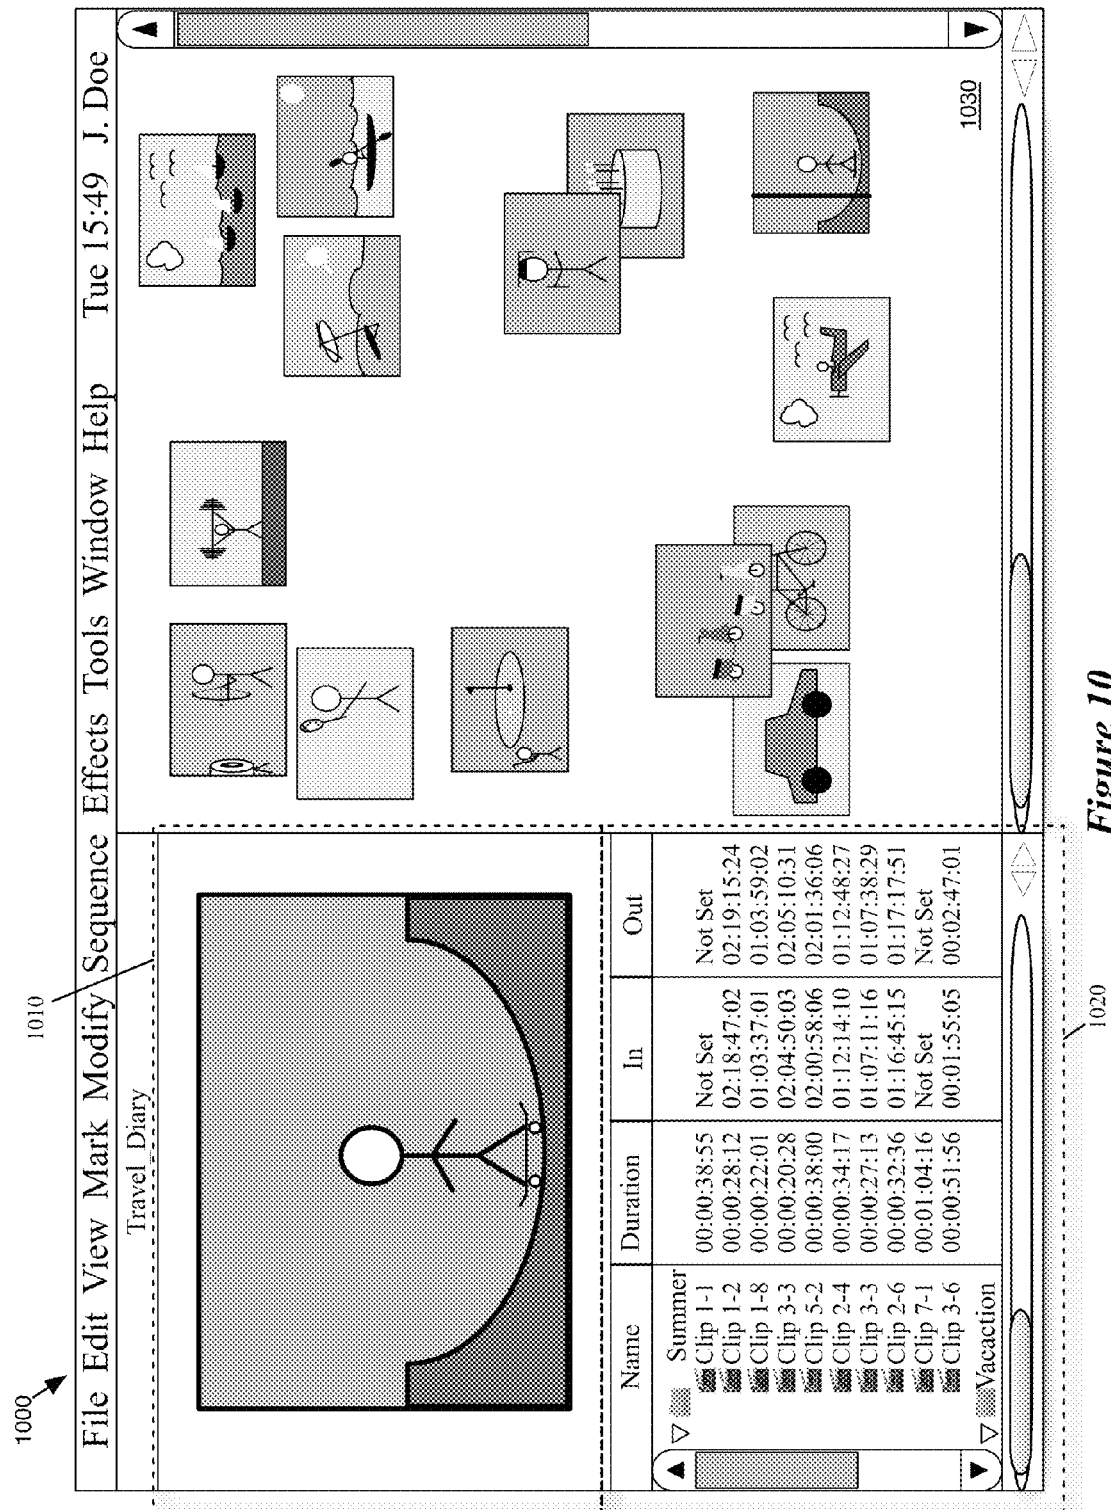 1000
1010
File Edit View Mark Modify Sequence Effects Tools Window Help Tue 15:49 J. Doe
Travel Diary
Name Duration In Out
Summer
Clip 1-1 00:00:38:55 Not Set Not Set
Clip 1-2 00:00:28:12 02:18:47:02 02:19:15:24
Clip 1-8 00:00:22:01 01:03:37:01 01:03:59:02
Clip 3-3 00:00:20:28 02:04:50:03 02:05:10:31
Clip 5-2 00:00:38:00 02:00:58:06 02:01:36:06
Clip 2-4 00:00:34:17 01:12:14:10 01:12:48:27
Clip 3-3 00:00:27:13 01:07:11:16 01:07:38:29
Clip 2-6 00:00:32:36 01:16:45:15 01:17:17:51
Clip 7-1 00:01:04:16 Not Set Not Set
Clip 3-6 00:00:51:56 00:01:55:05 00:02:47:01
Vacaction
1030
1020
Figure 10